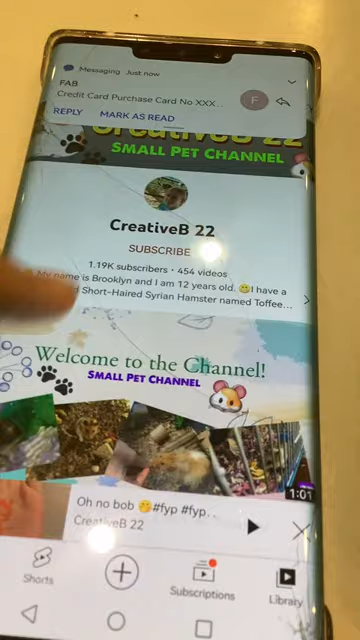 Messaging Just now
FAB
Credit Card Purchase Card No XXX..
F
REPLY MARK AS READ
CreativeB 22
SMALL PET CHANNEL
CreativeB 22
SUBSCRIBE
1.19K subscribers • 454 videos
My name is Brooklyn and I am 12 years old. 😁I have a
Short-Haired Syrian Hamster named Toffee...
Welcome to the Channel!
SMALL PET CHANNEL
1:01
Oh no bob 🤭#fyp #fyp..
CreativeB 22
Shorts
Subscriptions
Library